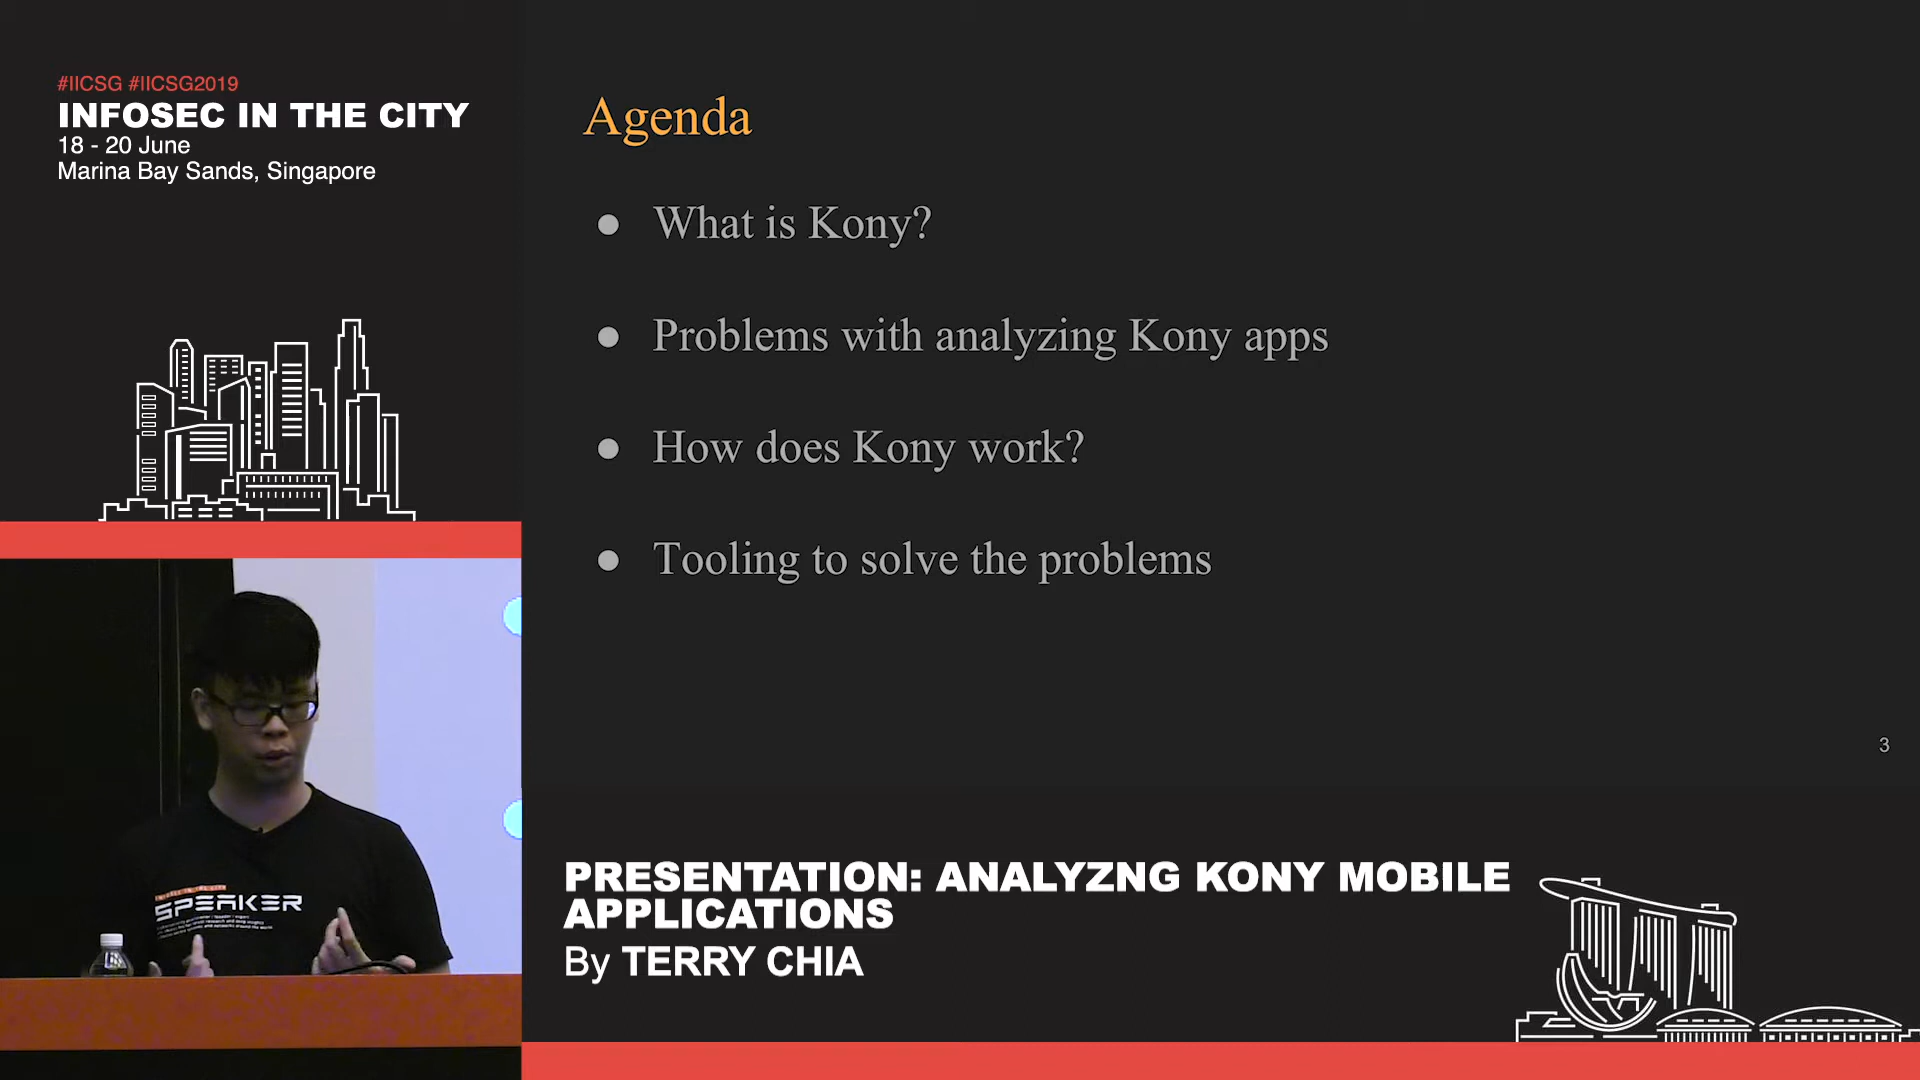 #IICSG #IICSG2019
INFOSEC IN THE CITY
18 - 20 June
Marina Bay Sands, Singapore
Agenda
● What is Kony?
● Problems with analyzing Kony apps
● How does Kony work?
● Tooling to solve the problems
3
SPEAKER
PRESENTATION: ANALYZNG KONY MOBILE
APPLICATIONS
By TERRY CHIA